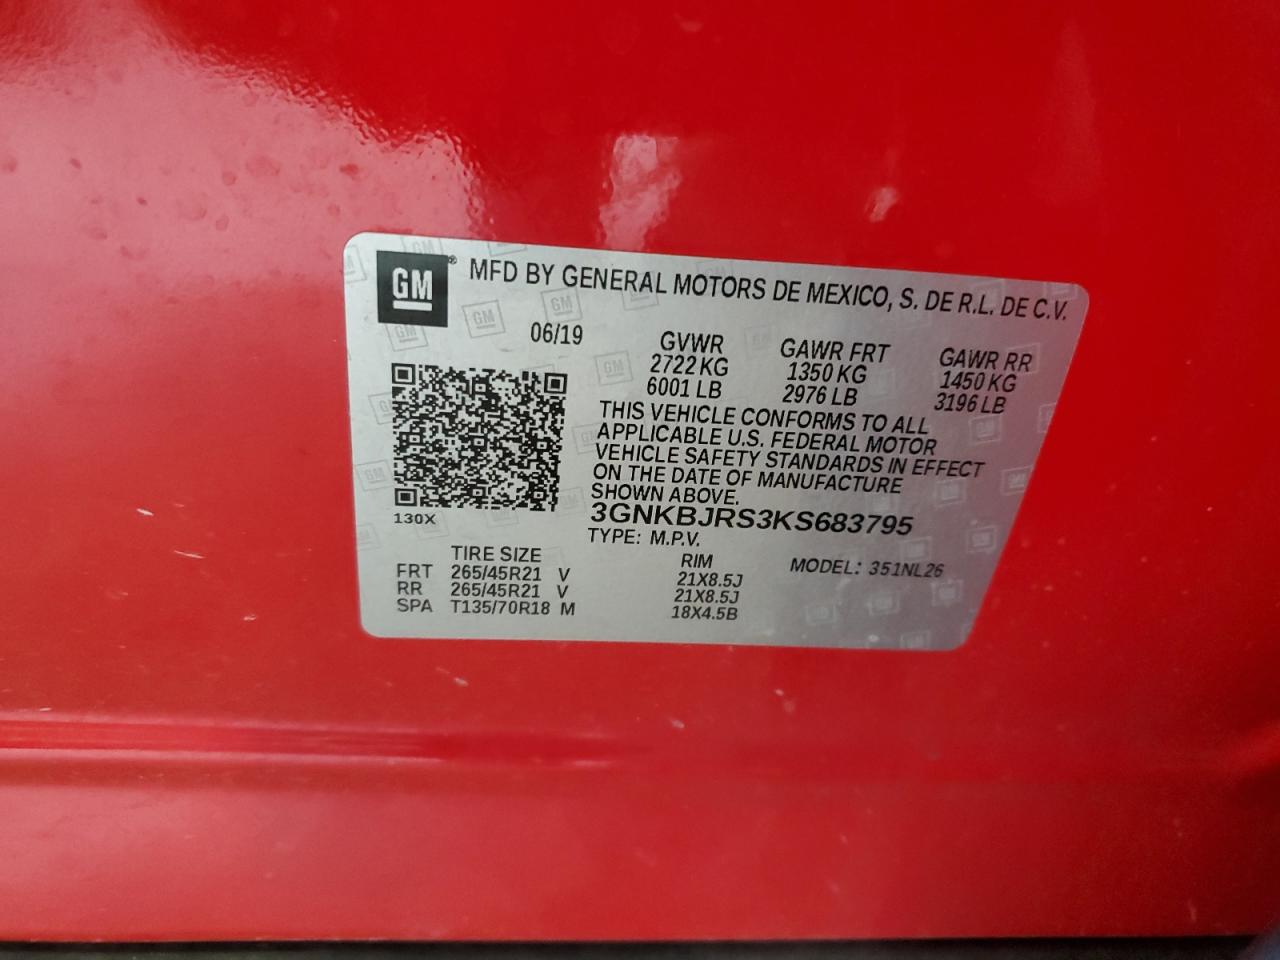 GM® MFD BY GENERAL MOTORS DE MEXICO, S. DE R.L. DE C.V.
06/19
GVWR GAWR FRT GAWR RR
2722 KG 1350 KG 1450 KG
6001 LB 2976 LB 3196 LB
THIS VEHICLE CONFORMS TO ALL
APPLICABLE U.S. FEDERAL MOTOR
VEHICLE SAFETY STANDARDS IN EFFECT
ON THE DATE OF MANUFACTURE
SHOWN ABOVE.
130X
3GNKBJRS3KS683795
TYPE: M.P.V. MODEL: 351NL26
TIRE SIZE RIM
FRT 265/45R21 V 21X8.5J
RR 265/45R21 V 21X8.5J
SPA T135/70R18 M 18X4.5B